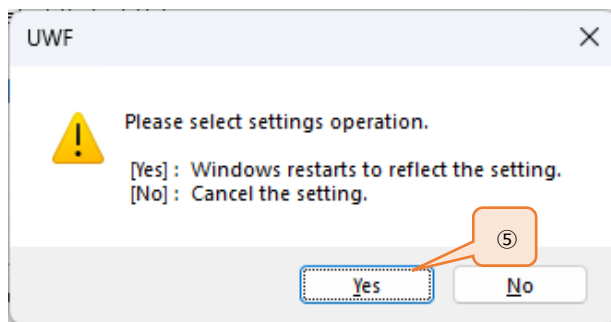 UWF
Please select settings operation.
[Yes] : Windows restarts to reflect the setting.
[No] : Cancel the setting.
⑤
Yes
No